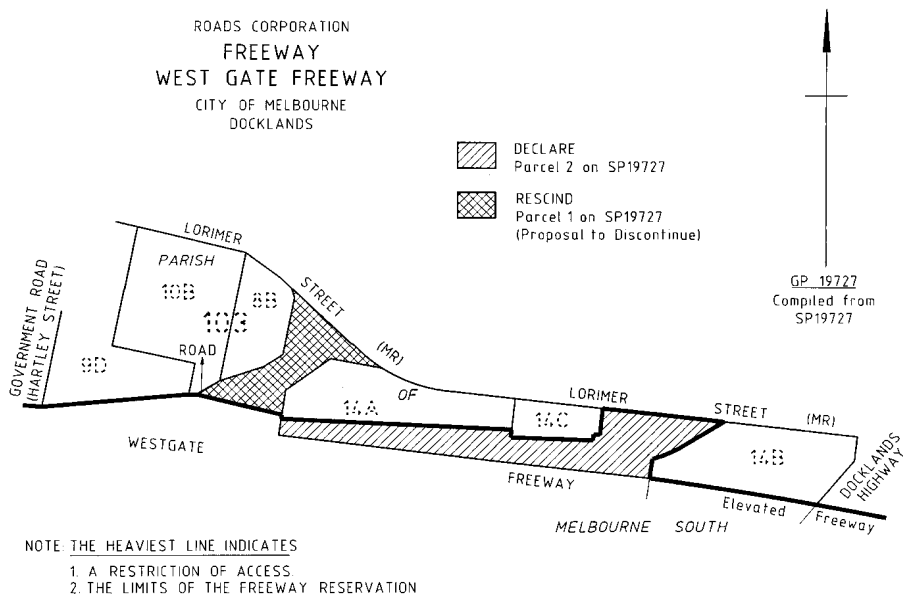 ROADS CORPORATION
FREEWAY
WEST GATE FREEWAY
CITY OF MELBOURNE
DOCKLANDS
DECLARE
Parcel 2 on SP19727
RESCIND
Parcel 1 on SP19727
(Proposal to Discontinue)
GP 19727
Compiled from
SP19727
LORIMER
STREET
(MR)
PARISH
10B
8B
103
GOVERNMENT ROAD
(HARTLEY STREET)
9D
ROAD
OF
14A
14C
LORIMER
STREET
(MR)
14B
DOCKLANDS
HIGHWAY
WESTGATE
FREEWAY
Elevated
Freeway
MELBOURNE SOUTH
NOTE: THE HEAVIEST LINE INDICATES
1. A RESTRICTION OF ACCESS
2. THE LIMITS OF THE FREEWAY RESERVATION